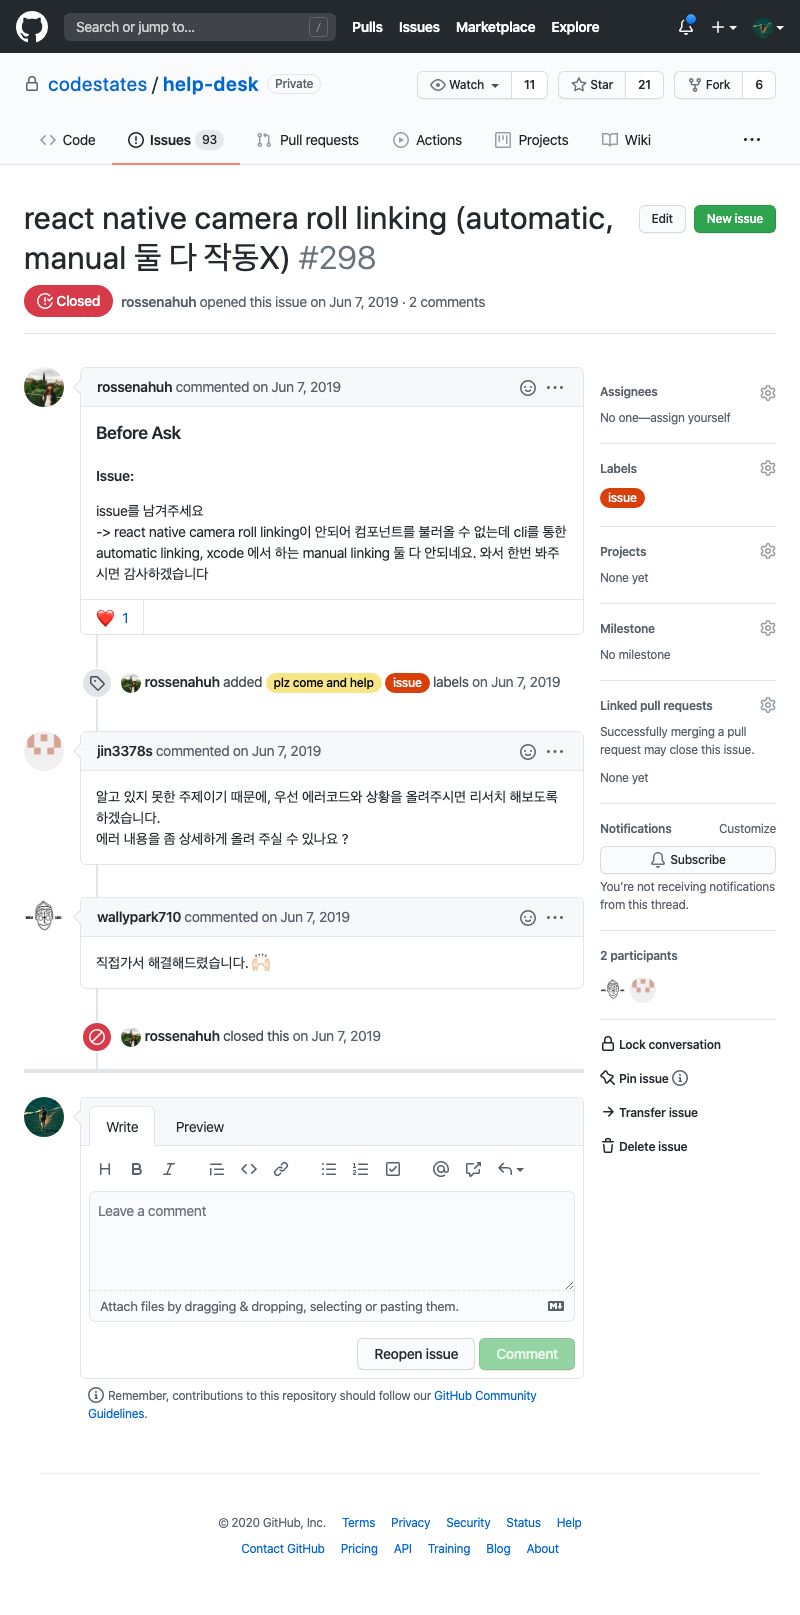 Search or jump to...
/
Pulls Issues Marketplace Explore
codestates / help-desk Private
Watch 11
Star 21
Fork 6
Code
Issues 93
Pull requests
Actions
Projects
Wiki
react native camera roll linking (automatic,
manual 둘 다 작동X) #298
Edit
New issue
Closed
rossenahuh opened this issue on Jun 7, 2019 · 2 comments
rossenahuh commented on Jun 7, 2019
Before Ask
Issue:
issue를 남겨주세요
-> react native camera roll linking이 안되어 컴포넌트를 불러올 수 없는데 cli를 통한
automatic linking, xcode 에서 하는 manual linking 둘 다 안되네요. 와서 한번 봐주
시면 감사하겠습니다
❤️ 1
rossenahuh added plz come and help issue labels on Jun 7, 2019
jin3378s commented on Jun 7, 2019
알고 있지 못한 주제이기 때문에, 우선 에러코드와 상황을 올려주시면 리서치 해보도록
하겠습니다.
에러 내용을 좀 상세하게 올려 주실 수 있나요 ?
wallypark710 commented on Jun 7, 2019
직접가서 해결해드렸습니다. 🙌🏻
rossenahuh closed this on Jun 7, 2019
Write
Preview
H B I
Leave a comment
Attach files by dragging & dropping, selecting or pasting them.
Reopen issue
Comment
Remember, contributions to this repository should follow our GitHub Community
Guidelines.
Assignees
No one—assign yourself
Labels
issue
Projects
None yet
Milestone
No milestone
Linked pull requests
Successfully merging a pull
request may close this issue.
None yet
Notifications Customize
Subscribe
You're not receiving notifications
from this thread.
2 participants
Lock conversation
Pin issue
Transfer issue
Delete issue
© 2020 GitHub, Inc. Terms Privacy Security Status Help
Contact GitHub Pricing API Training Blog About